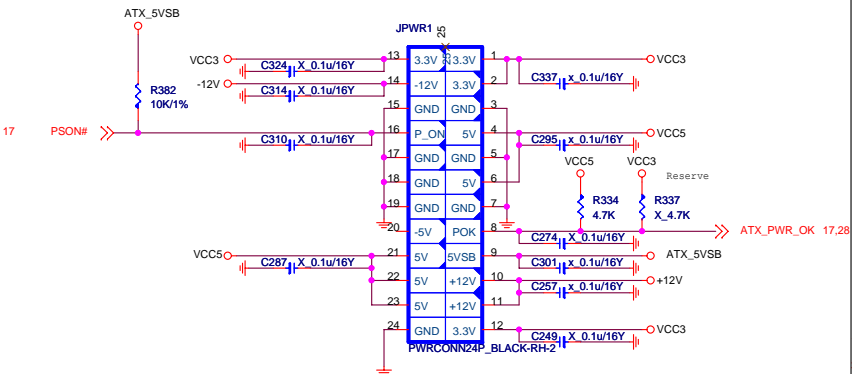 ATX_5VSB
R382
10K/1%
17 PSON#
JPWR1
25
VCC3
C324 X_0.1u/16Y
-12V
C314 X_0.1u/16Y
C310 X_0.1u/16Y
VCC5
C287 X_0.1u/16Y
13 3.3V 3.3V 1
14 -12V 3.3V 2
15 GND GND 3
16 P_ON 5V 4
17 GND GND 5
18 GND 5V 6
19 GND GND 7
20 -5V POK 8
21 5V 5VSB 9
22 5V +12V 10
23 5V +12V 11
24 GND 3.3V 12
PWRCONN24P_BLACK-RH-2
VCC3
C337 x_0.1u/16Y
VCC5
C295 x_0.1u/16Y
VCC5 VCC3 Reserve
R334
4.7K
R337
X_4.7K
ATX_PWR_OK 17,28
C274 X_0.1u/16Y
ATX_5VSB
C301 x_0.1u/16Y
+12V
C257 x_0.1u/16Y
VCC3
C249 X_0.1u/16Y